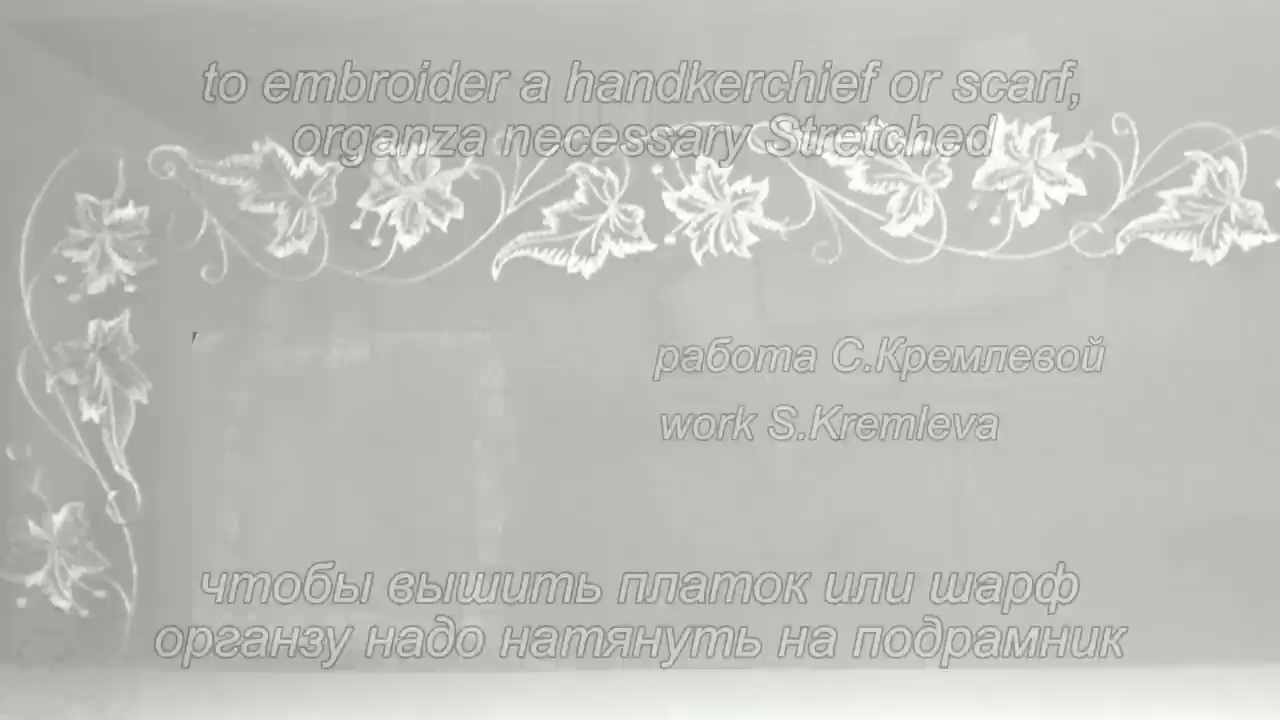 to embroider a handkerchief or scarf,
organza necessary Stretched
работа С.Кремлевой
work S.Kremleva
чтобы вышить платок или шарф
органзу надо натянуть на подрамник